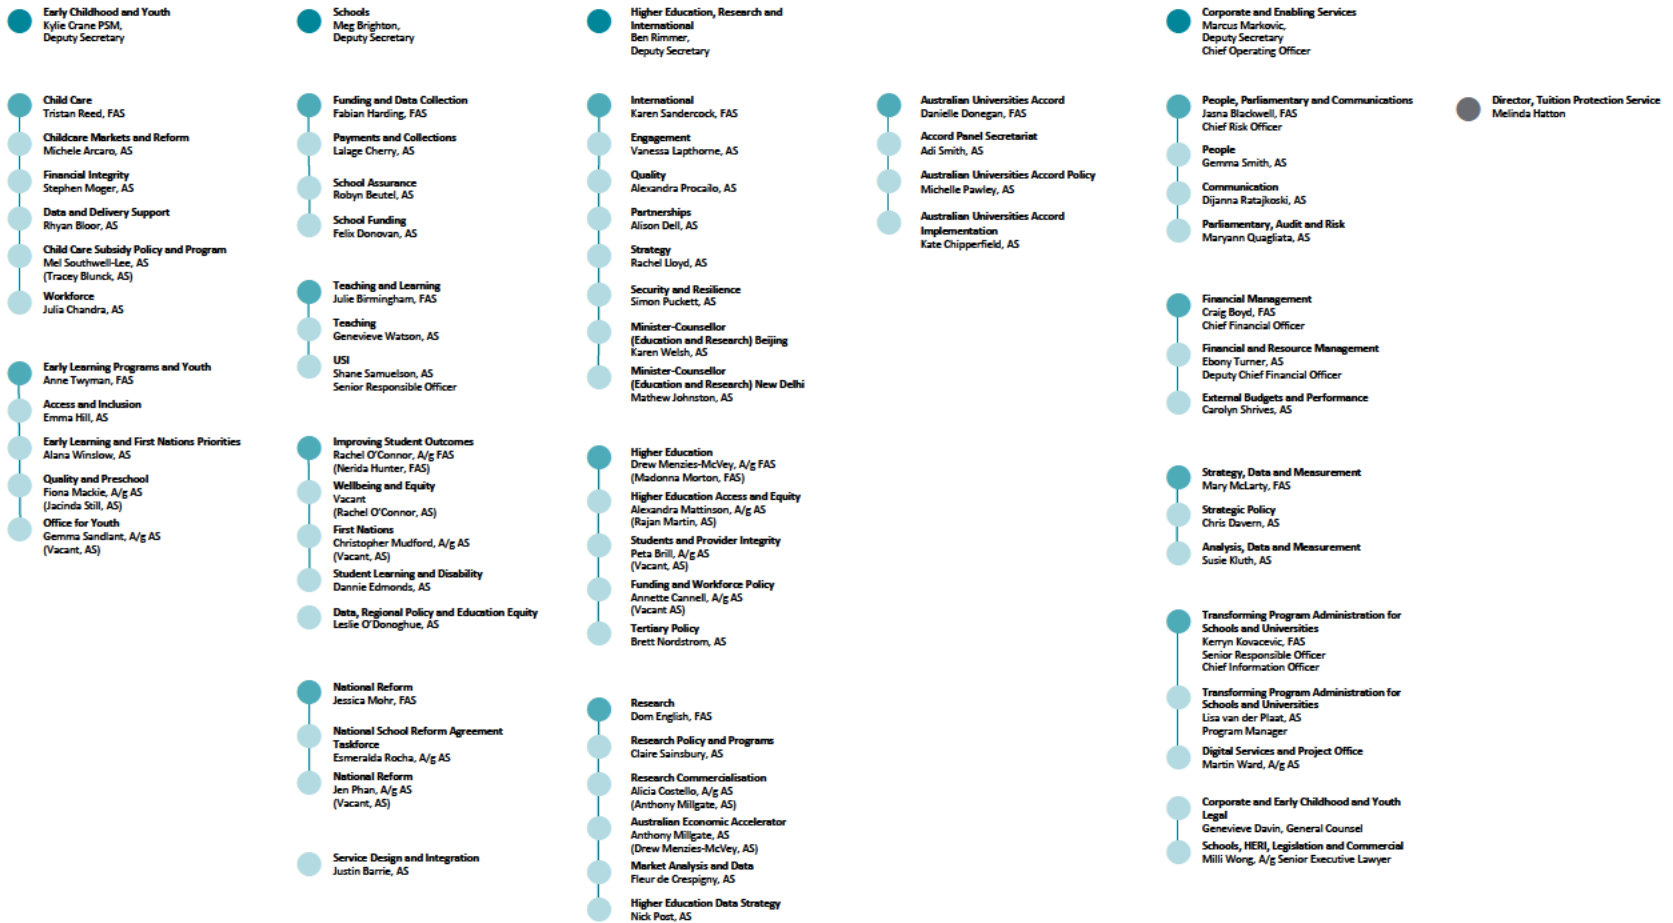 Early Childhood and Youth
Kylie Crane PSM,
Deputy Secretary
Child Care
Tristan Reed, FAS
Childcare Markets and Reform
Michele Arcaro, AS
Financial Integrity
Stephen Moger, AS
Data and Delivery Support
Rhyan Bloor, AS
Child Care Subsidy Policy and Program
Mel Southwell-Lee, AS
(Tracey Blunck, AS)
Workforce
Julia Chandra, AS
Early Learning Programs and Youth
Anne Twyman, FAS
Access and Inclusion
Emma Hill, AS
Early Learning and First Nations Priorities
Alana Winslow, AS
Quality and Preschool
Fiona Mackie, A/g AS
(Jacinda Still, AS)
Office for Youth
Gemma Sandlant, A/g AS
(Vacant, AS)
Schools
Meg Brighton,
Deputy Secretary
Funding and Data Collection
Fabian Harding, FAS
Payments and Collections
Lalage Cherry, AS
School Assurance
Robyn Beutel, AS
School Funding
Felix Donovan, AS
Teaching and Learning
Julie Birmingham, FAS
Teaching
Genevieve Watson, AS
USI
Shane Samuelson, AS
Senior Responsible Officer
Improving Student Outcomes
Rachel O'Connor, A/g FAS
(Nerida Hunter, FAS)
Wellbeing and Equity
Vacant
(Rachel O'Connor, AS)
First Nations
Christopher Mudford, A/g AS
(Vacant, AS)
Student Learning and Disability
Dannie Edmonds, AS
Data, Regional Policy and Education Equity
Leslie O'Donoghue, AS
National Reform
Jessica Mohr, FAS
National School Reform Agreement
Taskforce
Esmeralda Rocha, A/g AS
National Reform
Jen Phan, A/g AS
(Vacant, AS)
Service Design and Integration
Justin Barrie, AS
Higher Education, Research and
International
Ben Rimmer,
Deputy Secretary
International
Karen Sandercock, FAS
Engagement
Vanessa Lapthorne, AS
Quality
Alexandra Procailo, AS
Partnerships
Alison Dell, AS
Strategy
Rachel Lloyd, AS
Security and Resilience
Simon Puckett, AS
Minister-Counsellor
(Education and Research) Beijing
Karen Welsh, AS
Minister-Counsellor
(Education and Research) New Delhi
Mathew Johnston, AS
Higher Education
Drew Menzies-McVey, A/g FAS
(Madonna Morton, FAS)
Higher Education Access and Equity
Alexandra Mattinson, A/g AS
(Rajan Martin, AS)
Students and Provider Integrity
Peta Brill, A/g AS
(Vacant, AS)
Funding and Workforce Policy
Annette Cannell, A/g AS
(Vacant AS)
Tertiary Policy
Brett Nordstrom, AS
Research
Dom English, FAS
Research Policy and Programs
Claire Sainsbury, AS
Research Commercialisation
Alicia Costello, A/g AS
(Anthony Millgate, AS)
Australian Economic Accelerator
Anthony Millgate, AS
(Drew Menzies-McVey, AS)
Market Analysis and Data
Fleur de Crespigny, AS
Higher Education Data Strategy
Nick Post, AS
Australian Universities Accord
Danielle Donegan, FAS
Accord Panel Secretariat
Adi Smith, AS
Australian Universities Accord Policy
Michelle Pawley, AS
Australian Universities Accord
Implementation
Kate Chipperfield, AS
Corporate and Enabling Services
Marcus Markovic,
Deputy Secretary
Chief Operating Officer
People, Parliamentary and Communications
Jasna Blackwell, FAS
Chief Risk Officer
People
Gemma Smith, AS
Communication
Dijanna Ratajkoski, AS
Parliamentary, Audit and Risk
Maryann Quagliata, AS
Financial Management
Craig Boyd, FAS
Chief Financial Officer
Financial and Resource Management
Ebony Turner, AS
Deputy Chief Financial Officer
External Budgets and Performance
Carolyn Shrives, AS
Strategy, Data and Measurement
Mary McLarty, FAS
Strategic Policy
Chris Davern, AS
Analysis, Data and Measurement
Susie Kluth, AS
Transforming Program Administration for
Schools and Universities
Kerryn Kovacevic, FAS
Senior Responsible Officer
Chief Information Officer
Transforming Program Administration for
Schools and Universities
Lisa van der Plaat, AS
Program Manager
Digital Services and Project Office
Martin Ward, A/g AS
Corporate and Early Childhood and Youth
Legal
Genevieve Davin, General Counsel
Schools, HERI, Legislation and Commercial
Milli Wong, A/g Senior Executive Lawyer
Director, Tuition Protection Service
Melinda Hatton